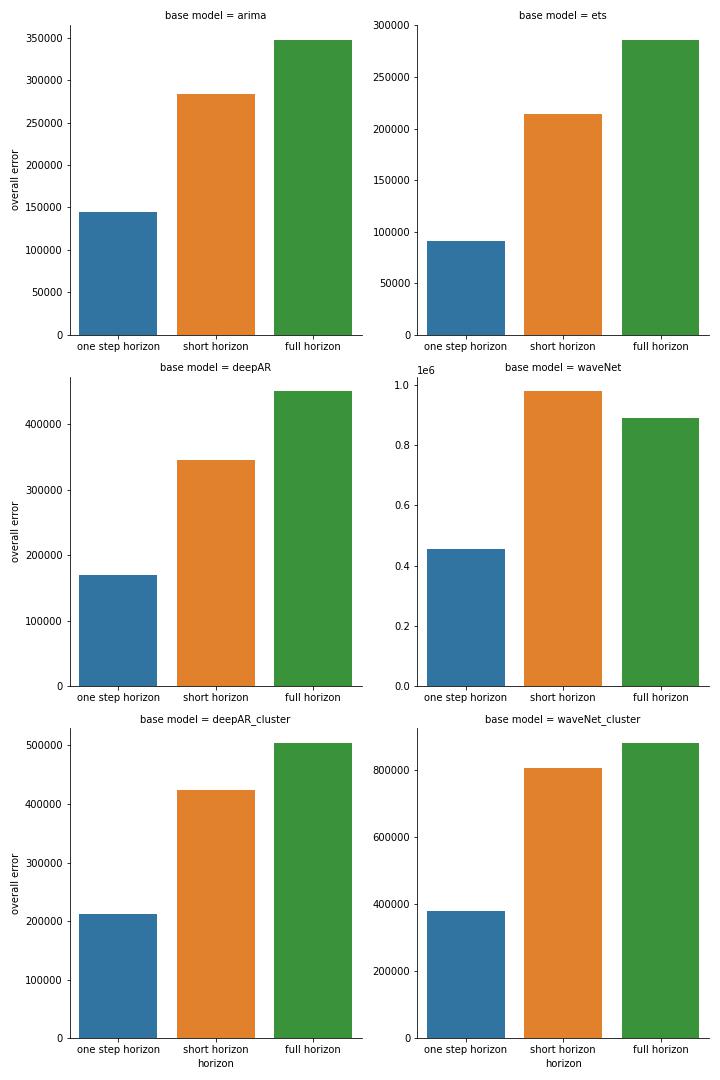 base model = arima
350000
300000
250000
200000
150000
100000
50000
0
overall error
one step horizon short horizon full horizon
base model = ets
300000
250000
200000
150000
100000
50000
0
one step horizon short horizon full horizon
base model = deepAR
400000
300000
200000
100000
0
overall error
one step horizon short horizon full horizon
base model = waveNet
1e6
1.0
0.8
0.6
0.4
0.2
0.0
one step horizon short horizon full horizon
base model = deepAR_cluster
500000
400000
300000
200000
100000
0
overall error
one step horizon short horizon full horizon
horizon
base model = waveNet_cluster
800000
600000
400000
200000
0
one step horizon short horizon full horizon
horizon